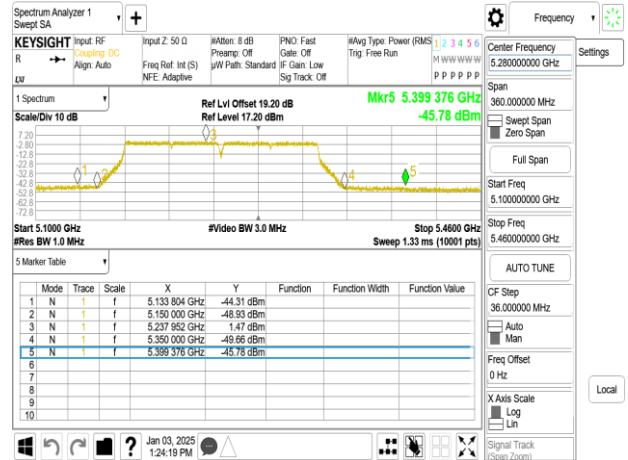 Spectrum Analyzer 1
Swept SA
Frequency
KEYSIGHT
R
Input: RF
Coupling: DC
Align: Auto
Input Z: 50 Ω
Freq Ref: Int (S)
NFE: Adaptive
#Atten: 8 dB
Preamp: Off
µW Path: Standard
PNO: Fast
Gate: Off
IF Gain: Low
Sig Track: Off
#Avg Type: Power (RMS
Trig: Free Run
1 2 3 4 5 6
M W W W W W
P P P P P P
1 Spectrum
Scale/Div 10 dB
Ref Lvl Offset 19.20 dB
Ref Level 17.20 dBm
Mkr5 5.399 376 GHz
-45.78 dBm
7.20
-2.80
-12.8
-22.8
-32.8
-42.8
-52.8
-62.8
-72.8
1
2
3
4
5
Start 5.1000 GHz
#Res BW 1.0 MHz
#Video BW 3.0 MHz
Stop 5.4600 GHz
Sweep 1.33 ms (10001 pts)
5 Marker Table
Mode Trace Scale X Y Function Function Width Function Value
1 N 1 f 5.133 804 GHz -44.31 dBm
2 N 1 f 5.150 000 GHz -48.93 dBm
3 N 1 f 5.237 952 GHz 1.47 dBm
4 N 1 f 5.350 000 GHz -49.66 dBm
5 N 1 f 5.399 376 GHz -45.78 dBm
6
7
8
9
10
Jan 03, 2025
1:24:19 PM
Center Frequency
5.280000000 GHz
Settings
Span
360.000000 MHz
Swept Span
Zero Span
Full Span
Start Freq
5.100000000 GHz
Stop Freq
5.460000000 GHz
AUTO TUNE
CF Step
36.000000 MHz
Auto
Man
Freq Offset
0 Hz
Local
X Axis Scale
Log
Lin
Signal Track
(Span Zoom)